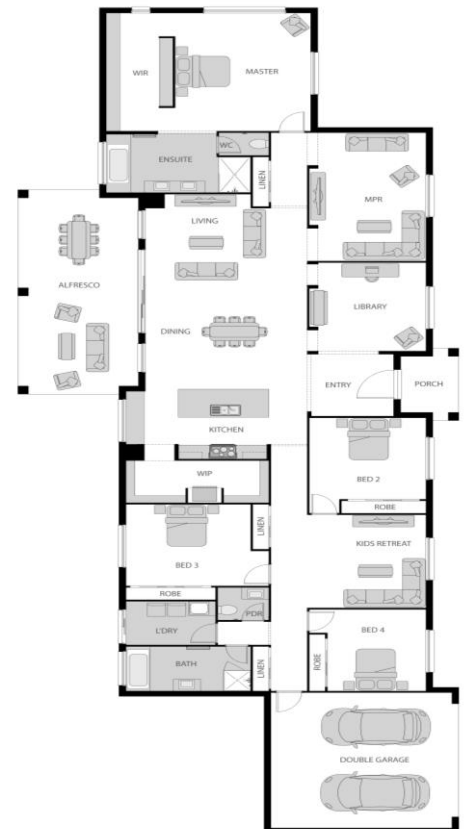 WIR
MASTER
WC
ENSUITE
LINEN
MPR
LIVING
ALFRESCO
LIBRARY
DINING
ENTRY
PORCH
KITCHEN
WIP
BED 2
ROBE
LINEN
BED 3
KIDS RETREAT
ROBE
PDR
L'DRY
BED 4
BATH
LINEN
ROBE
DOUBLE GARAGE